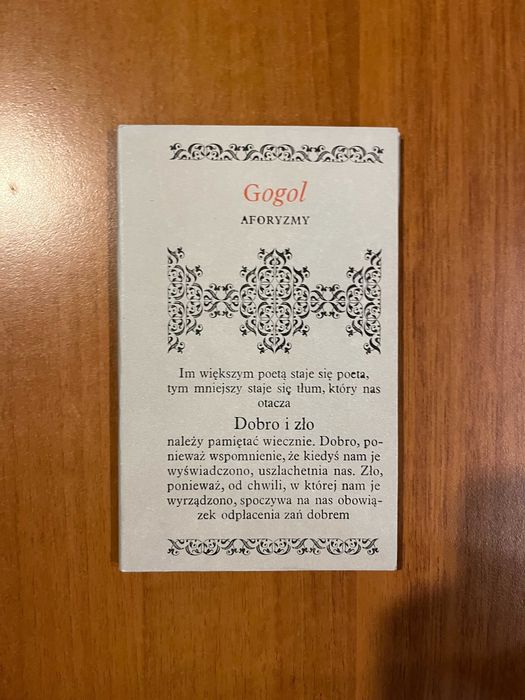 Gogol
AFORYZMY
Im większym poetą staje się poeta,
tym mniejszy staje się tłum, który nas
otacza
Dobro i zło
należy pamiętać wiecznie. Dobro, po-
nieważ wspomnienie, że kiedyś nam je
wyświadczono, uszlachetnia nas. Zło,
ponieważ, od chwili, w której nam je
wyrządzono, spoczywa na nas obowią-
zek odpłacenia zań dobrem